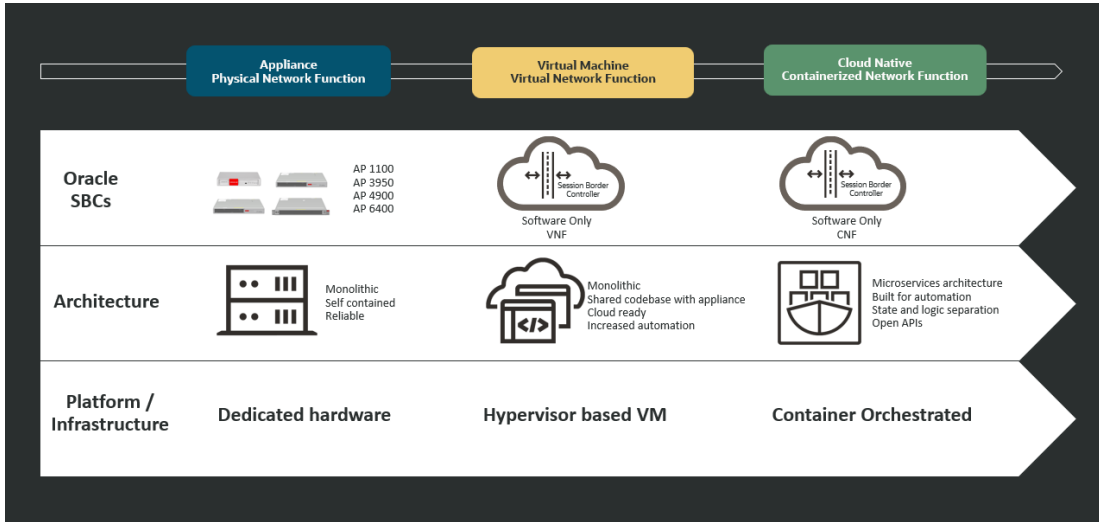 Appliance
Physical Network Function
Virtual Machine
Virtual Network Function
Cloud Native
Containerized Network Function
Oracle
SBCs
AP 1100
AP 3950
AP 4900
AP 6400
Session Border
Controller
Software Only
VNF
Session Border
Controller
Software Only
CNF
Architecture
Monolithic
Self contained
Reliable
</>
Monolithic
Shared codebase with appliance
Cloud ready
Increased automation
Microservices architecture
Built for automation
State and logic separation
Open APIs
Platform /
Infrastructure
Dedicated hardware
Hypervisor based VM
Container Orchestrated